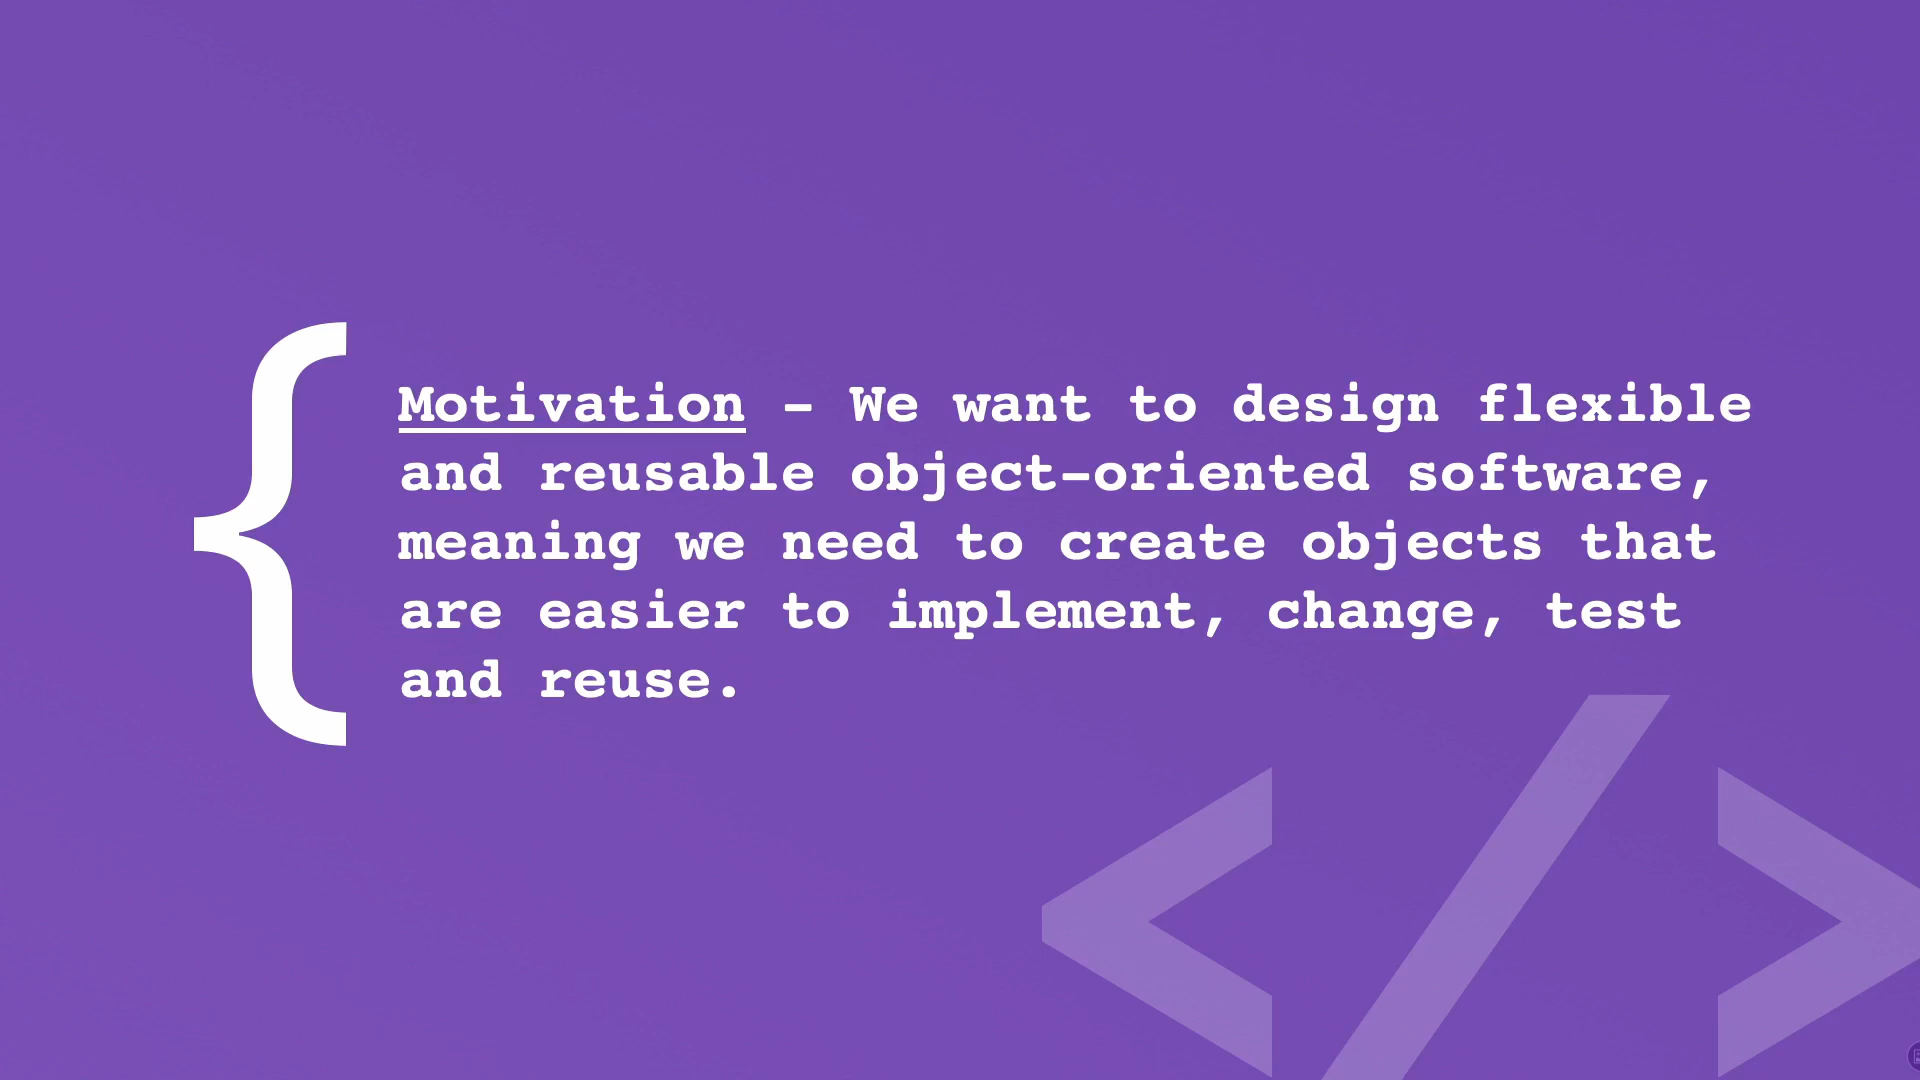 {
Motivation - We want to design flexible
and reusable object-oriented software,
meaning we need to create objects that
are easier to implement, change, test
and reuse.
</>